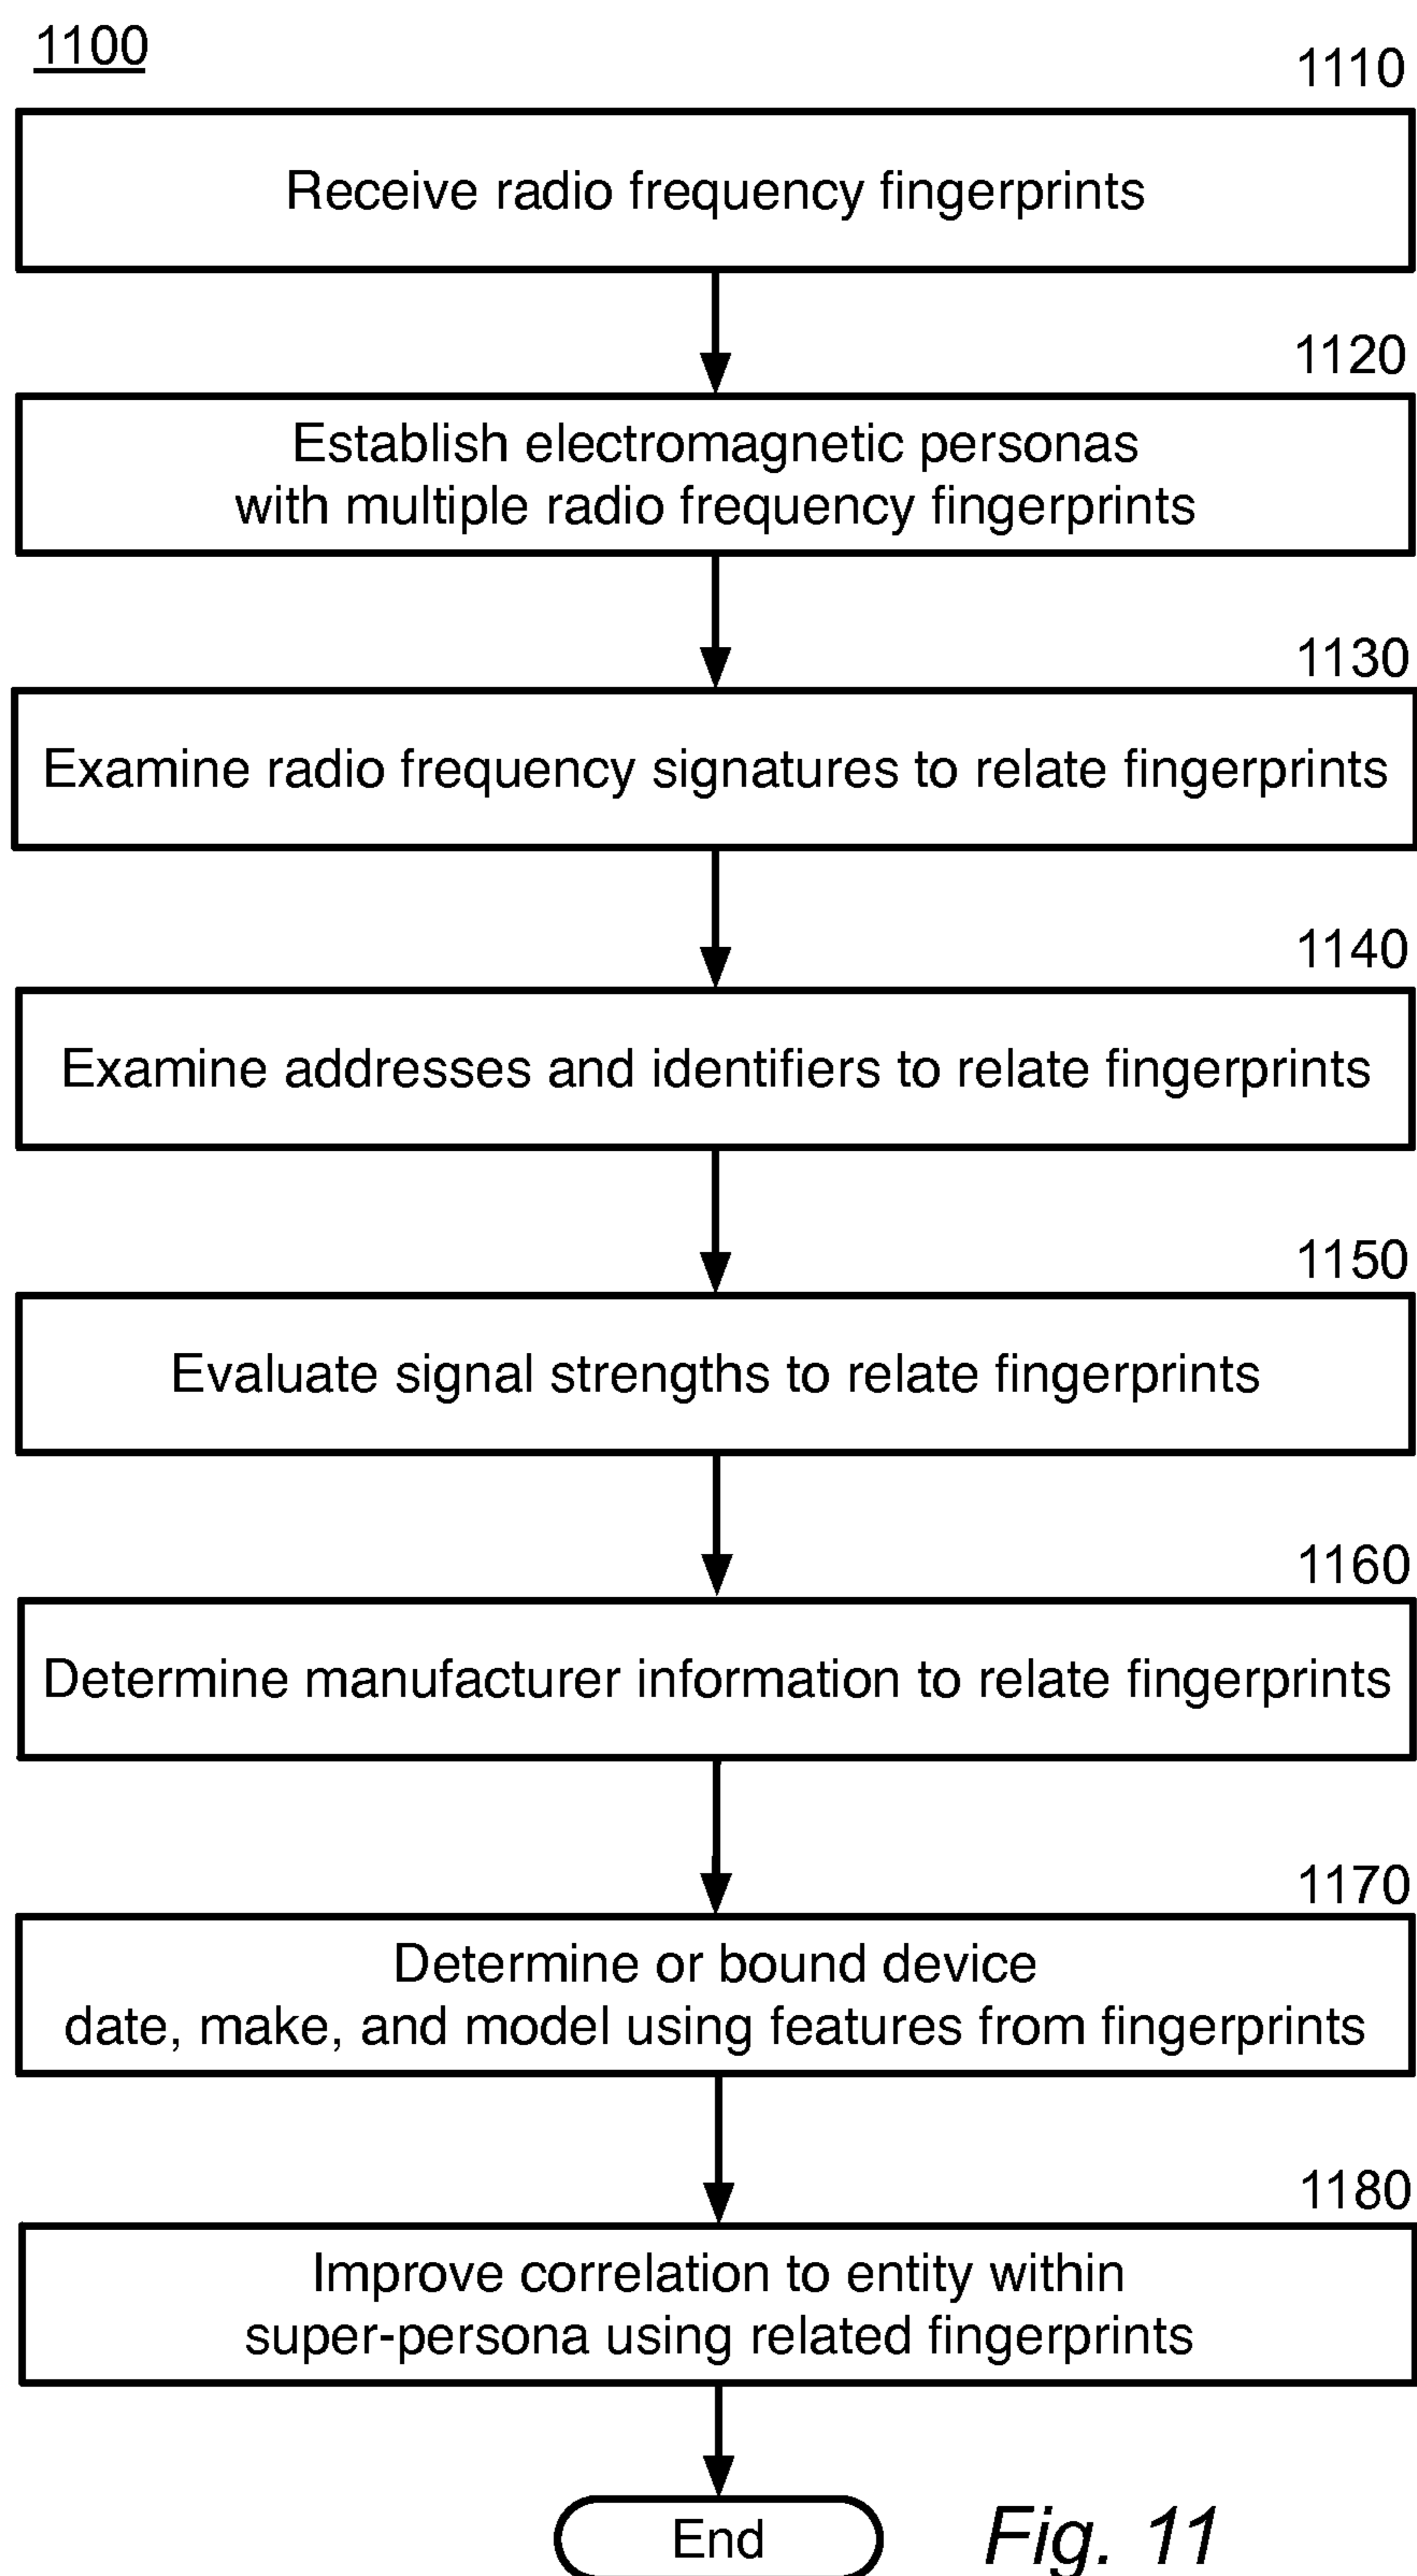 1100
1110
Receive radio frequency fingerprints
1120
Establish electromagnetic personas
with multiple radio frequency fingerprints
1130
Examine radio frequency signatures to relate fingerprints
1140
Examine addresses and identifiers to relate fingerprints
1150
Evaluate signal strengths to relate fingerprints
1160
Determine manufacturer information to relate fingerprints
1170
Determine or bound device
date, make, and model using features from fingerprints
1180
Improve correlation to entity within
super-persona using related fingerprints
End
Fig. 11